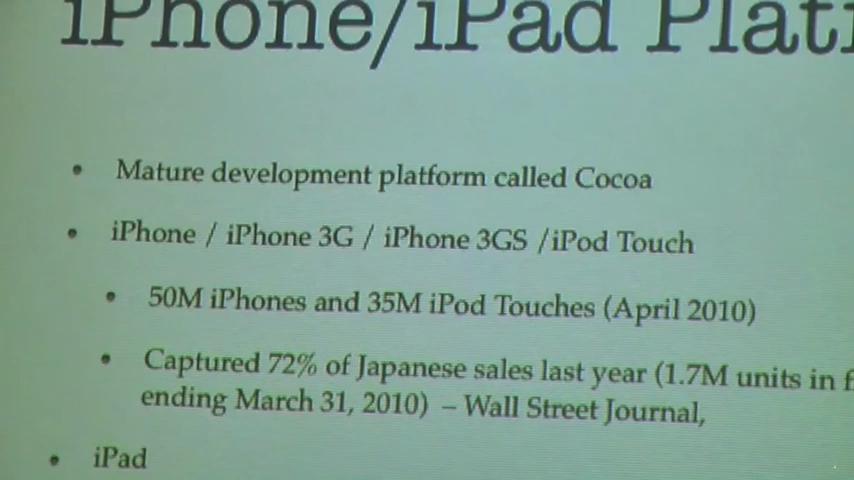 iPhone/iPad Plat
• Mature development platform called Cocoa
• iPhone / iPhone 3G / iPhone 3GS /iPod Touch
• 50M iPhones and 35M iPod Touches (April 2010)
• Captured 72% of Japanese sales last year (1.7M units in f
ending March 31, 2010) – Wall Street Journal,
• iPad